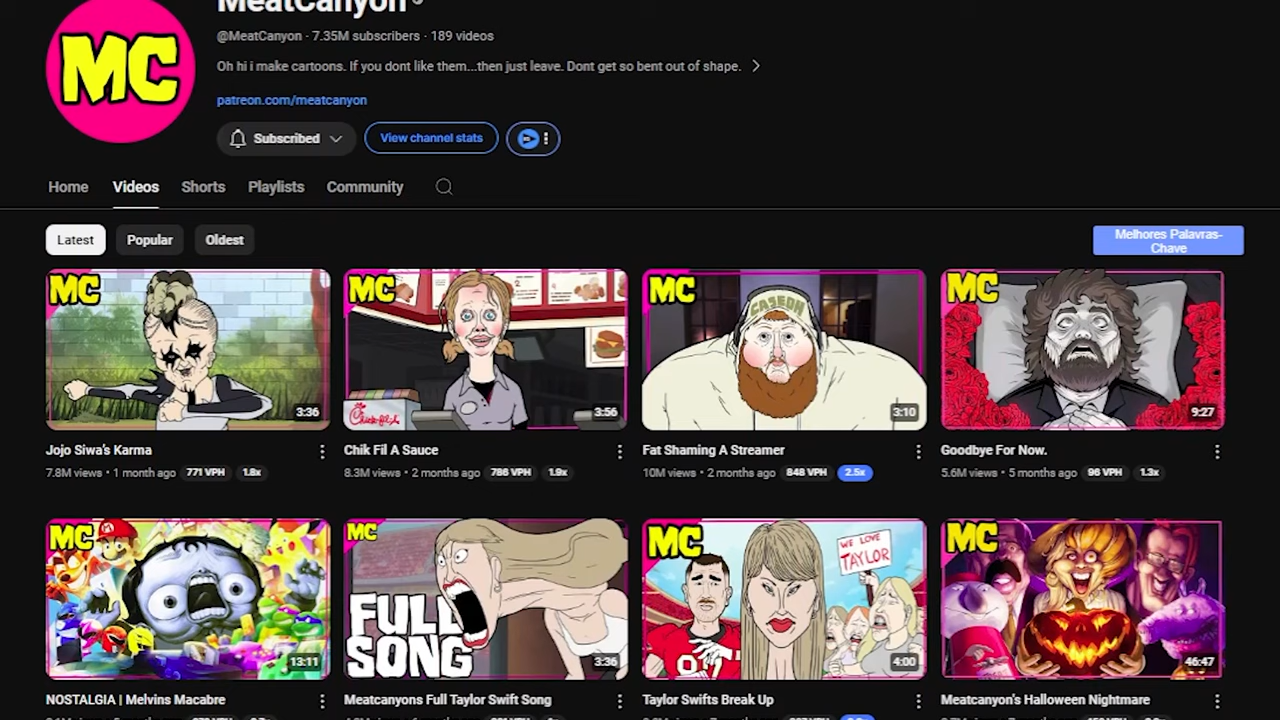 MeatCanyon
MC
@MeatCanyon · 7.35M subscribers · 189 videos
Oh hi i make cartoons. If you dont like them...then just leave. Dont get so bent out of shape.
patreon.com/meatcanyon
Subscribed
View channel stats
Home
Videos
Shorts
Playlists
Community
Latest
Popular
Oldest
Melhores Palavras-
Chave
MC
3:36
MC
Chick-fil-A
3:56
MC
3:10
MC
9:27
Jojo Siwa's Karma
Chik Fil A Sauce
Fat Shaming A Streamer
Goodbye For Now.
7.8M views · 1 month ago 771 VPH 1.8x
8.3M views · 2 months ago 786 VPH 1.9x
10M views · 2 months ago 848 VPH 2.5x
5.6M views · 5 months ago 96 VPH 1.3x
MC
13:11
MC
FULL
SONG
3:36
MC
WE LOVE
TAYLOR
4:00
MC
46:47
NOSTALGIA | Melvins Macabre
Meatcanyons Full Taylor Swift Song
Taylor Swifts Break Up
Meatcanyon's Halloween Nightmare